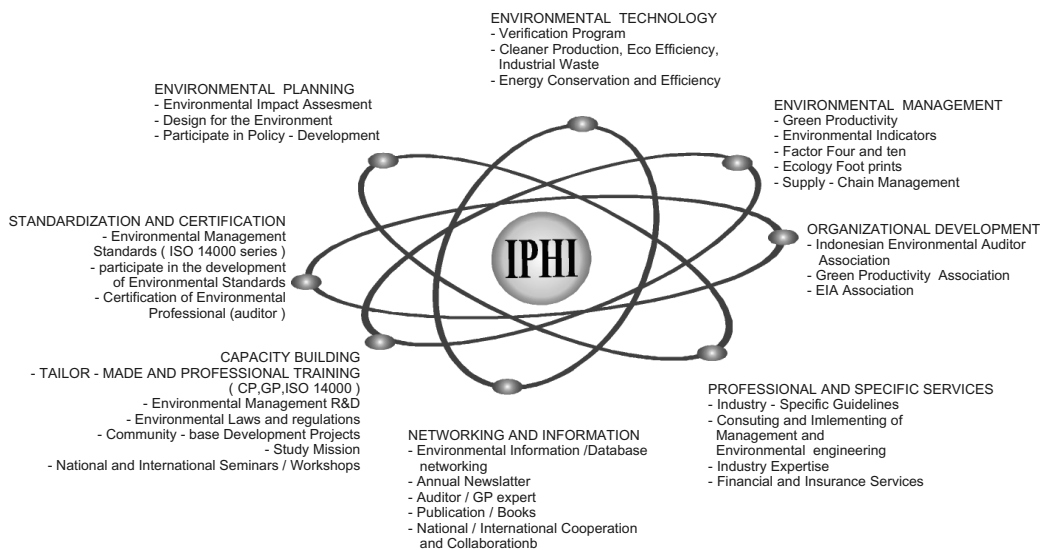 ENVIRONMENTAL TECHNOLOGY
- Verification Program
- Cleaner Production, Eco Efficiency,
Industrial Waste
- Energy Conservation and Efficiency
ENVIRONMENTAL PLANNING
- Environmental Impact Assesment
- Design for the Environment
- Participate in Policy - Development
ENVIRONMENTAL MANAGEMENT
- Green Productivity
- Environmental Indicators
- Factor Four and ten
- Ecology Foot prints
- Supply - Chain Management
STANDARDIZATION AND CERTIFICATION
- Environmental Management
Standards ( ISO 14000 series )
- participate in the development
of Environmental Standards
- Certification of Environmental
Professional (auditor )
IPHI
ORGANIZATIONAL DEVELOPMENT
- Indonesian Environmental Auditor
Association
- Green Productivity Association
- EIA Association
CAPACITY BUILDING
- TAILOR - MADE AND PROFESSIONAL TRAINING
( CP,GP,ISO 14000 )
- Environmental Management R&D
- Environmental Laws and regulations
- Community - base Development Projects
- Study Mission
- National and International Seminars / Workshops
NETWORKING AND INFORMATION
- Environmental Information /Database
networking
- Annual Newslatter
- Auditor / GP expert
- Publication / Books
- National / International Cooperation
and Collaborationb
PROFESSIONAL AND SPECIFIC SERVICES
- Industry - Specific Guidelines
- Consuting and Imlementing of
Management and
Environmental engineering
- Industry Expertise
- Financial and Insurance Services